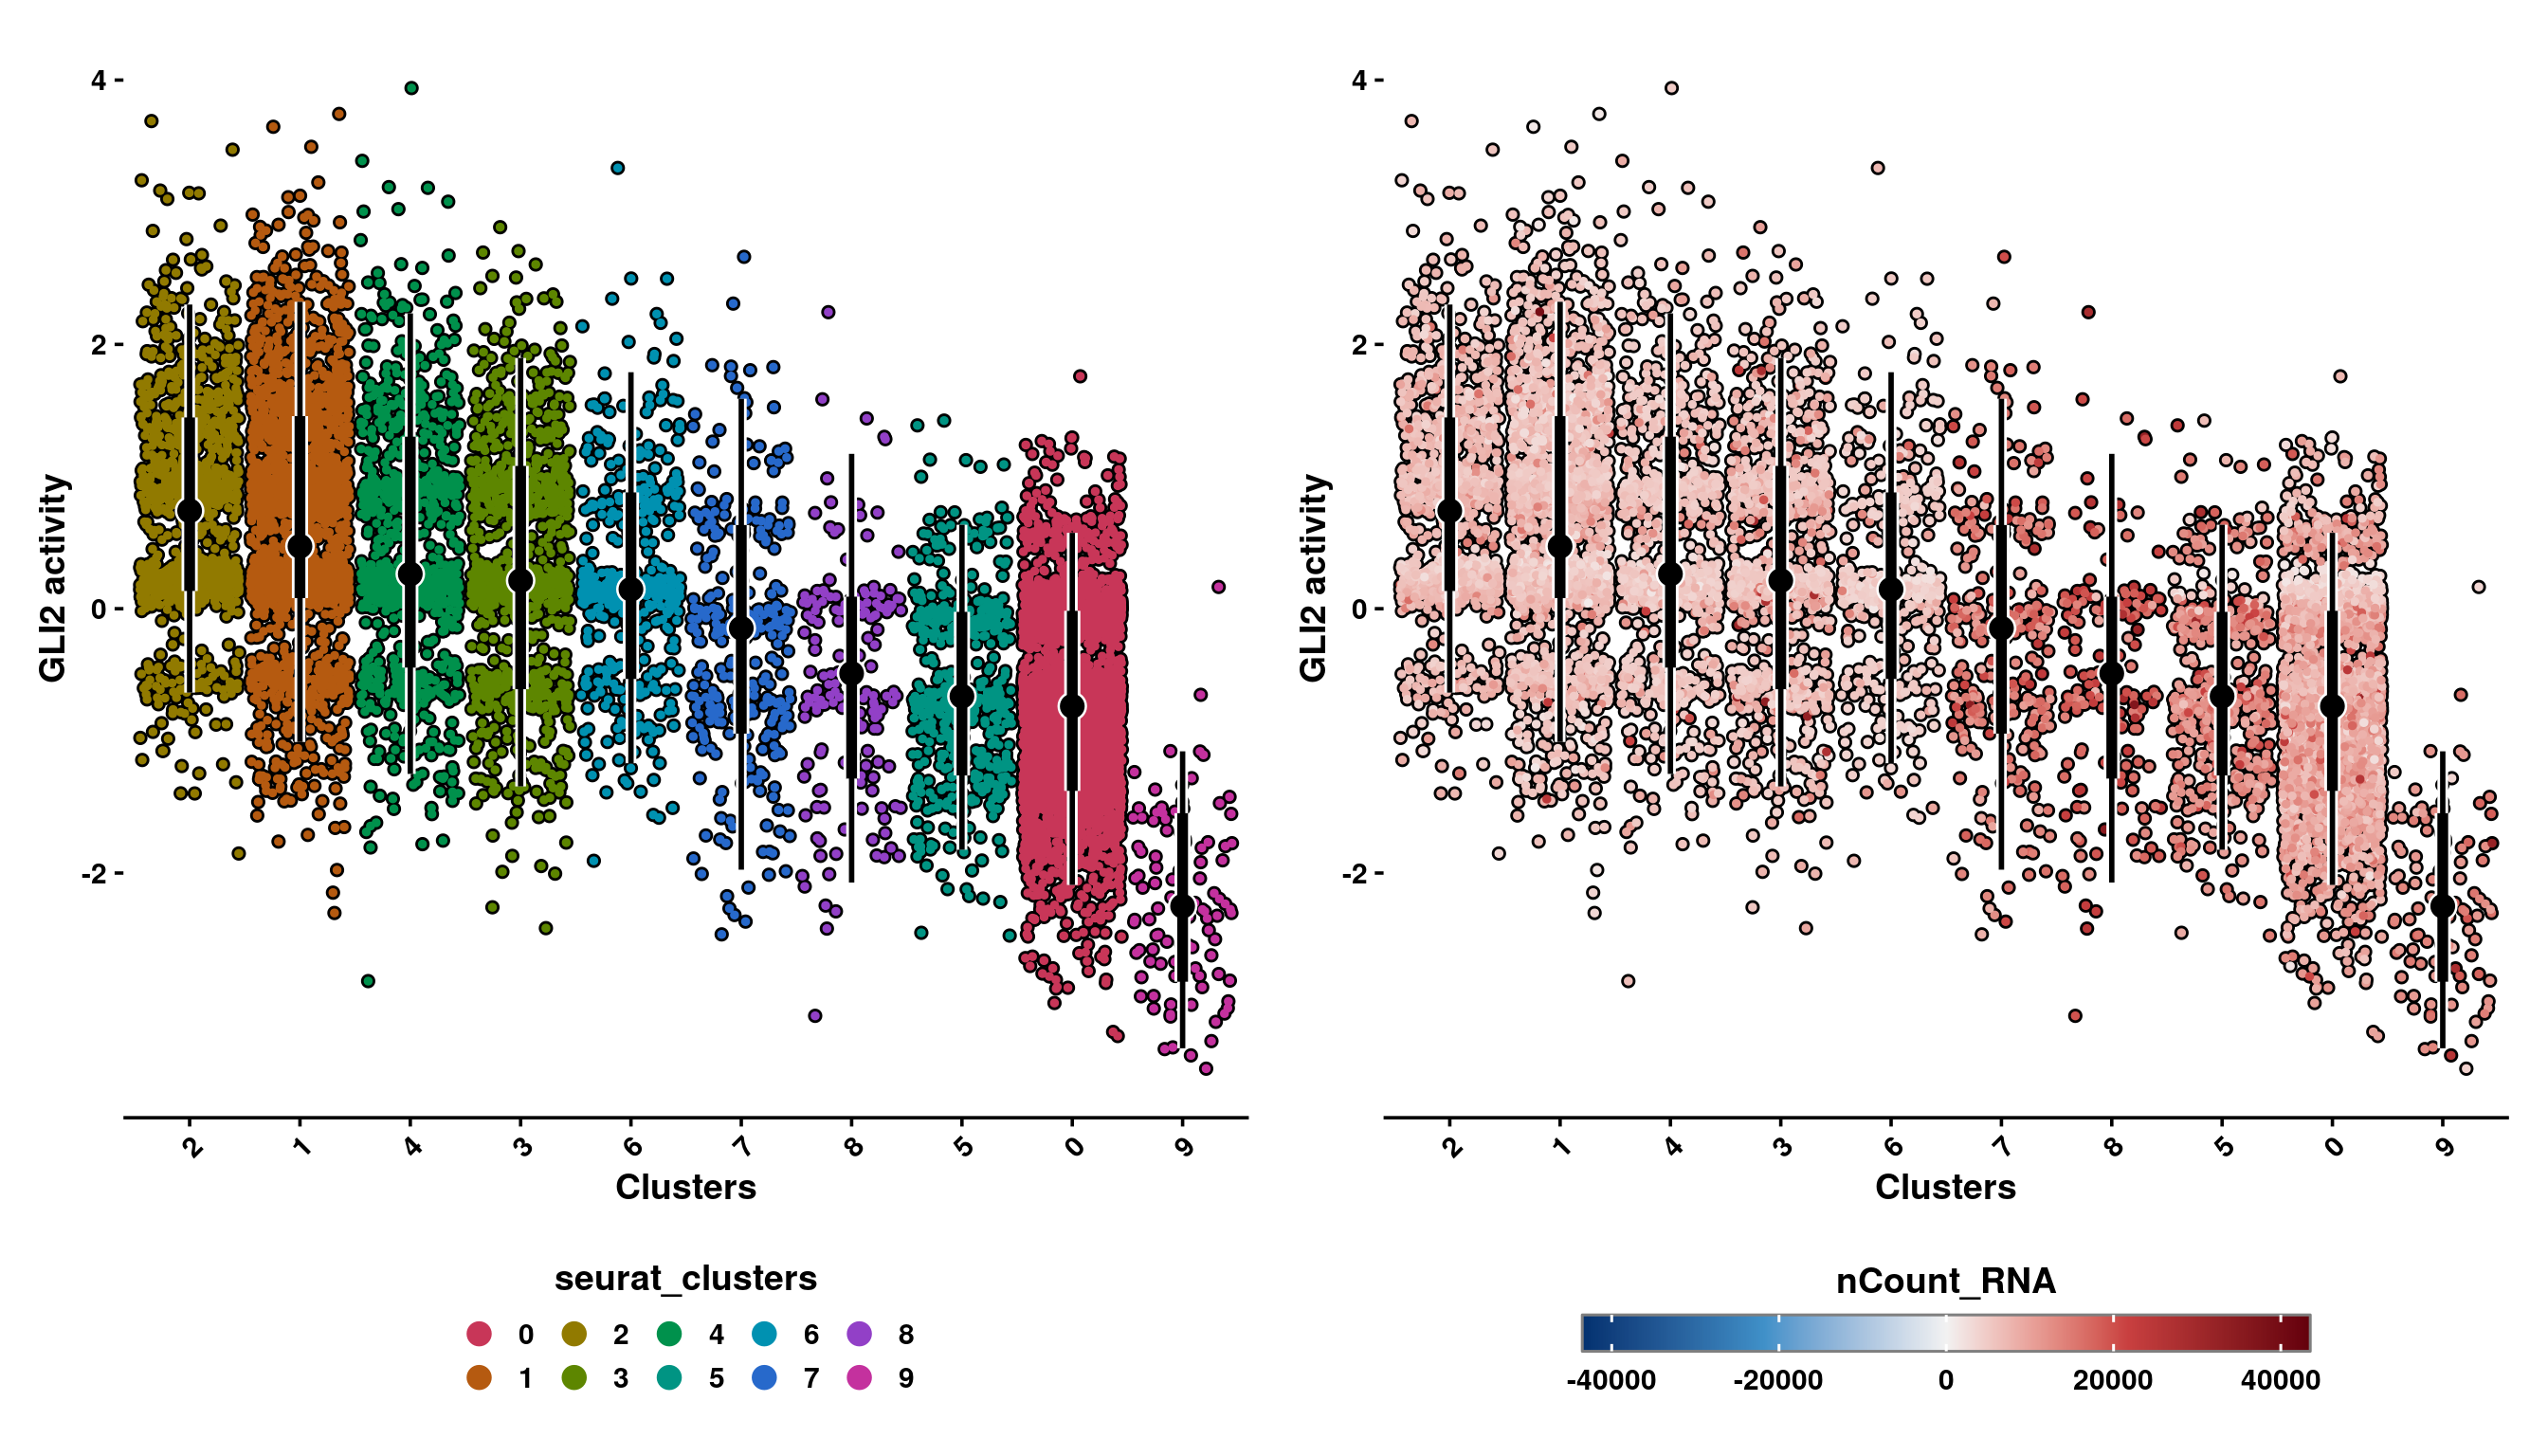 4
2
0
-2
GLI2 activity
2 1 4 3 6 7 8 5 0 9
Clusters
seurat_clusters
0 2 4 6 8
1 3 5 7 9
4
2
0
-2
GLI2 activity
2 1 4 3 6 7 8 5 0 9
Clusters
nCount_RNA
-40000 -20000 0 20000 40000